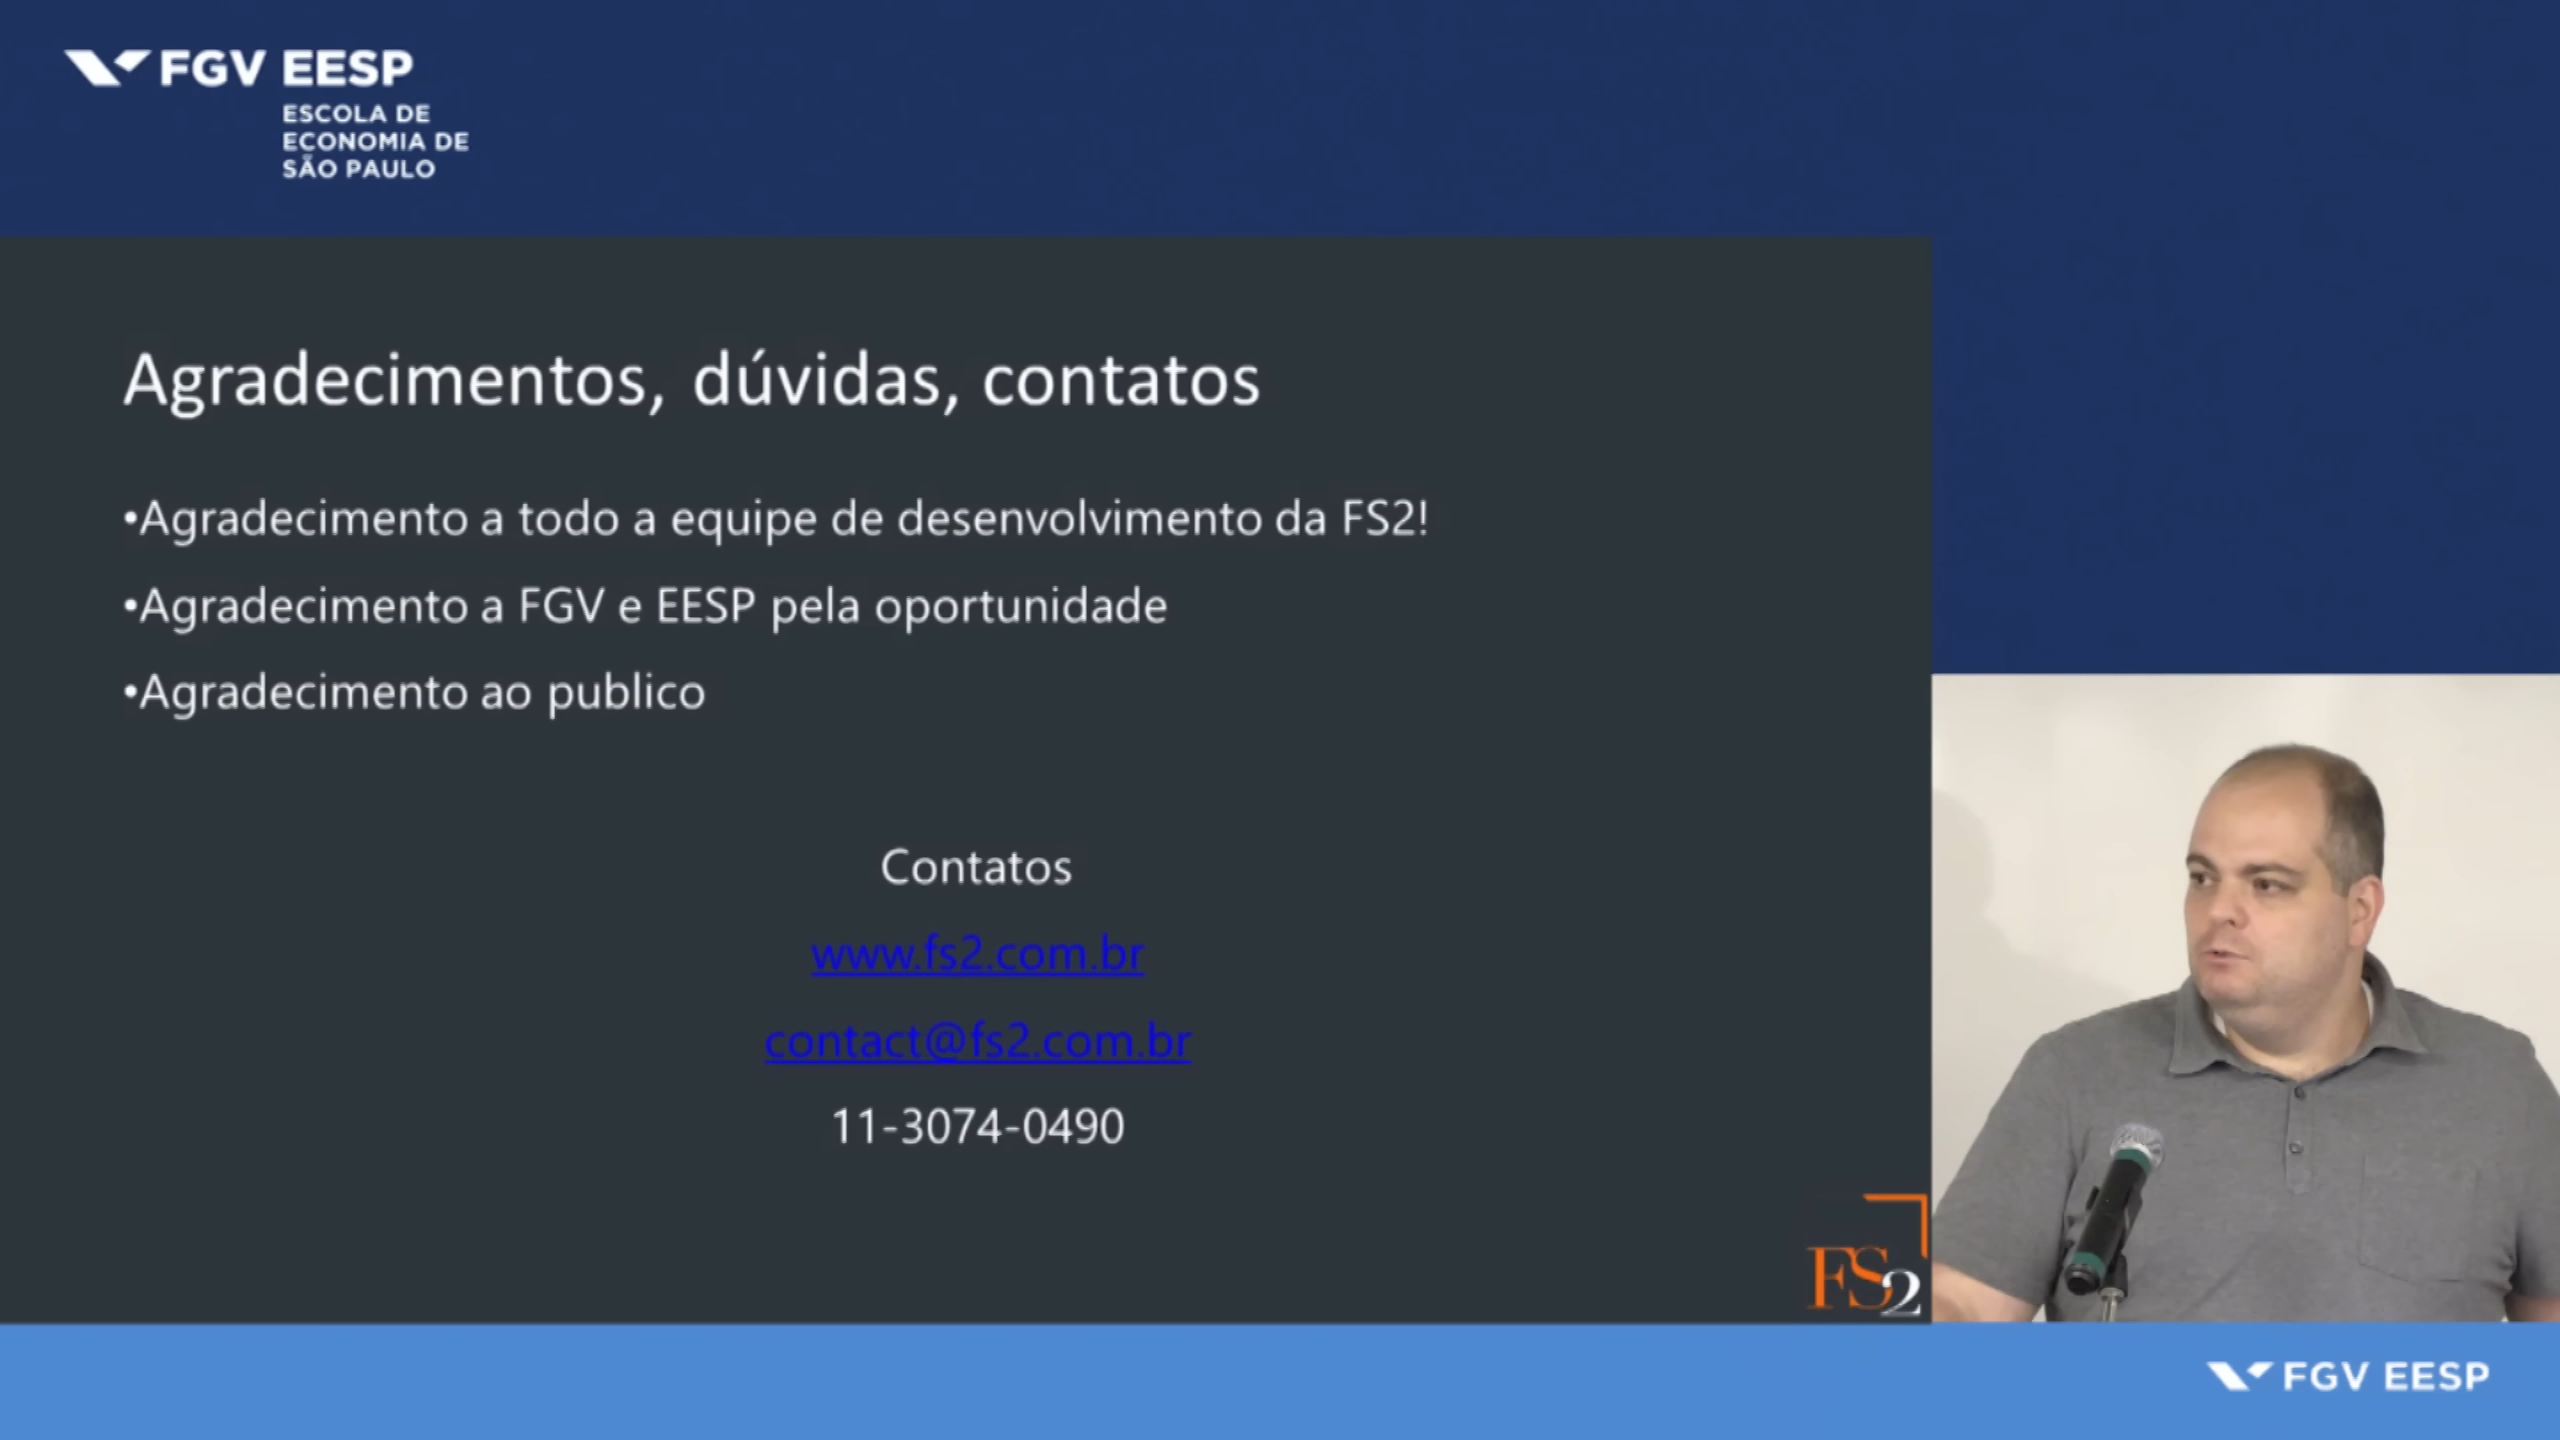 FGV EESP
ESCOLA DE
ECONOMIA DE
SÃO PAULO
Agradecimentos, dúvidas, contatos
•Agradecimento a todo a equipe de desenvolvimento da FS2!
•Agradecimento a FGV e EESP pela oportunidade
•Agradecimento ao publico
Contatos
www.fs2.com.br
contact@fs2.com.br
11-3074-0490
FS2
FGV EESP